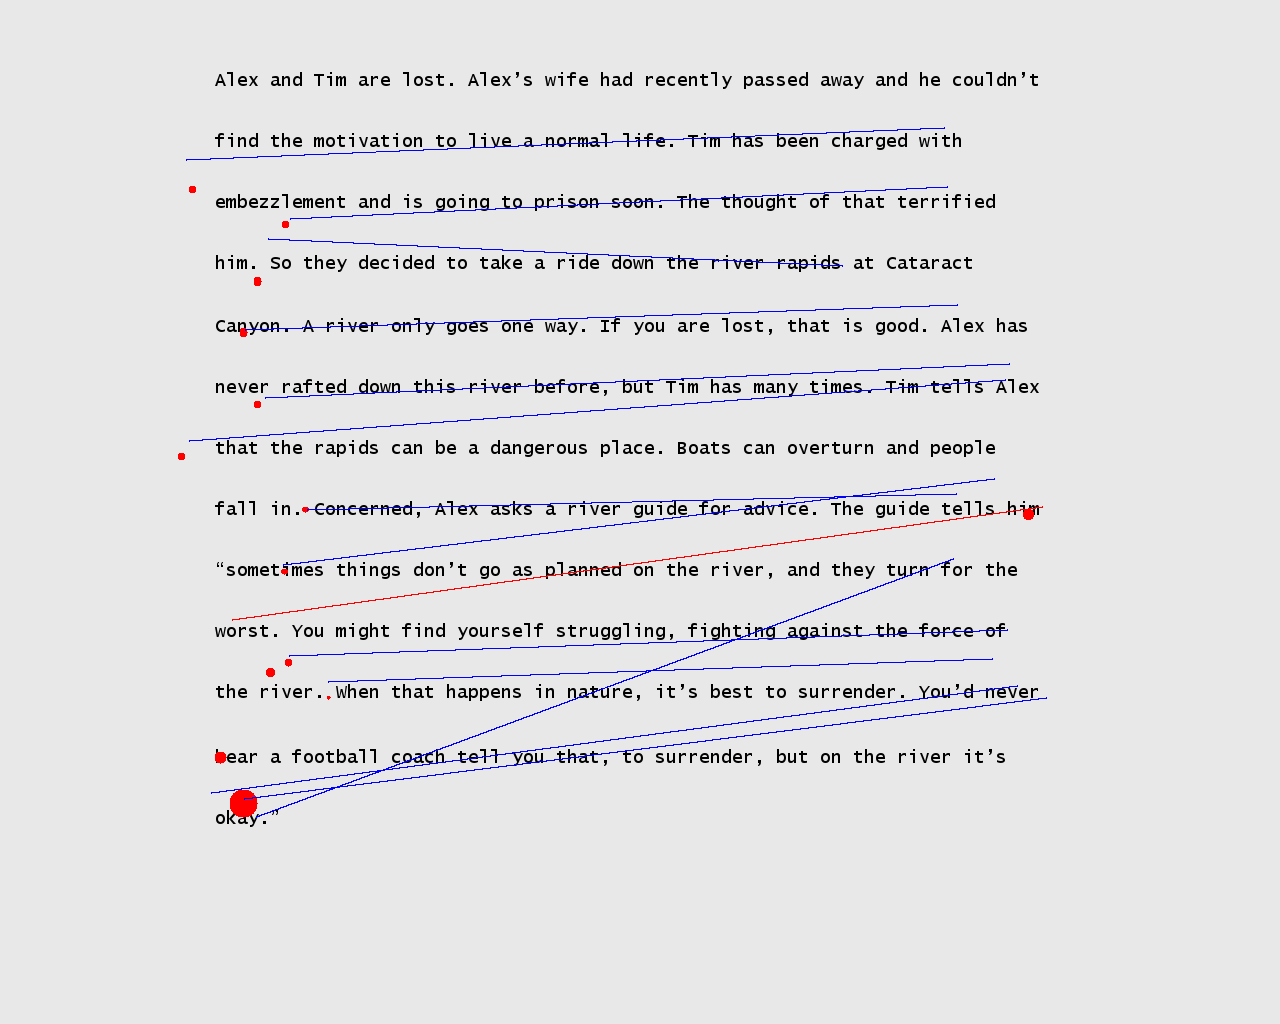 Alex and Tim are lost. Alex’s wife had recently passed away and he couldn’t
find the motivation to live a normal life. Tim has been charged with
embezzlement and is going to prison soon. The thought of that terrified
him. So they decided to take a ride down the river rapids at Cataract
Canyon. A river only goes one way. If you are lost, that is good. Alex has
never rafted down this river before, but Tim has many times. Tim tells Alex
that the rapids can be a dangerous place. Boats can overturn and people
fall in. Concerned, Alex asks a river guide for advice. The guide tells him
“sometimes things don’t go as planned on the river, and they turn for the
worst. You might find yourself struggling, fighting against the force of
the river. When that happens in nature, it’s best to surrender. You’d never
hear a football coach tell you that, to surrender, but on the river it’s
okay.”